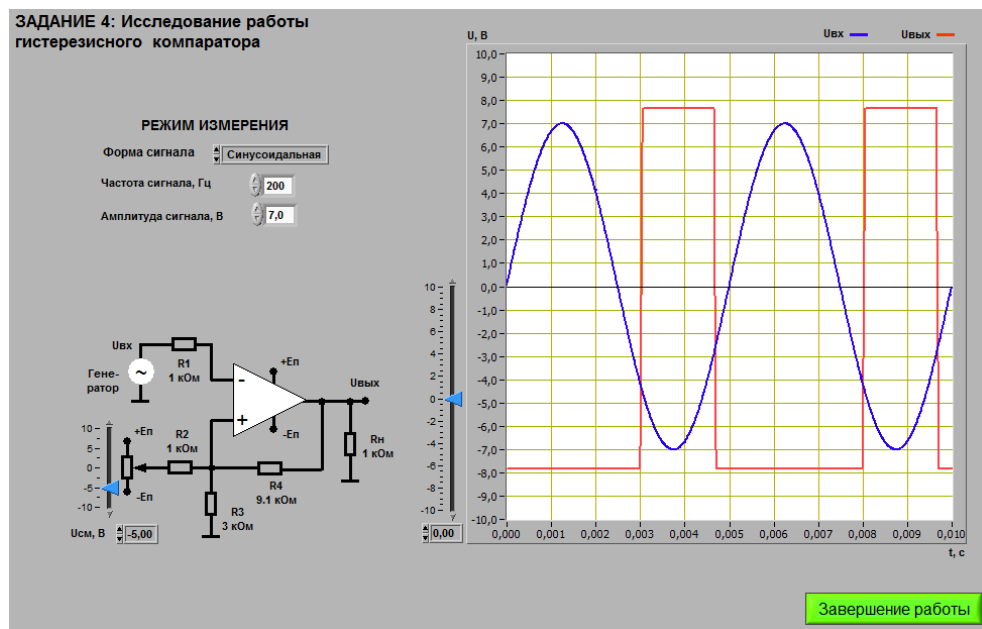 ЗАДАНИЕ 4: Исследование работы
гистерезисного компаратора
РЕЖИМ ИЗМЕРЕНИЯ
Форма сигнала Синусоидальная
Частота сигнала, Гц 200
Амплитуда сигнала, В 7,0
U, В Uвх Uвых
10,0
9,0
8,0
7,0
6,0
5,0
4,0
3,0
2,0
1,0
0,0
-1,0
-2,0
-3,0
-4,0
-5,0
-6,0
-7,0
-8,0
-9,0
-10,0
0,000 0,001 0,002 0,003 0,004 0,005 0,006 0,007 0,008 0,009 0,010
t, c
Uвх
R1
1 кОм
Гене-
ратор
~
-
+
+Еп
-Еп
Uвых
Rн
1 кОм
R2
1 кОм
R4
9.1 кОм
R3
3 кОм
+Еп
-Еп
10
5
0
-5
-10
Uсм, В -5,00
10
8
6
4
2
0
-2
-4
-6
-8
-10
0,00
Завершение работы